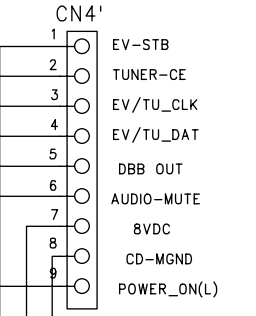 CN4'
1 EV-STB
2 TUNER-CE
3 EV/TU_CLK
4 EV/TU_DAT
5 DBB OUT
6 AUDIO-MUTE
7 8VDC
8 CD-MGND
9 POWER_ON(L)